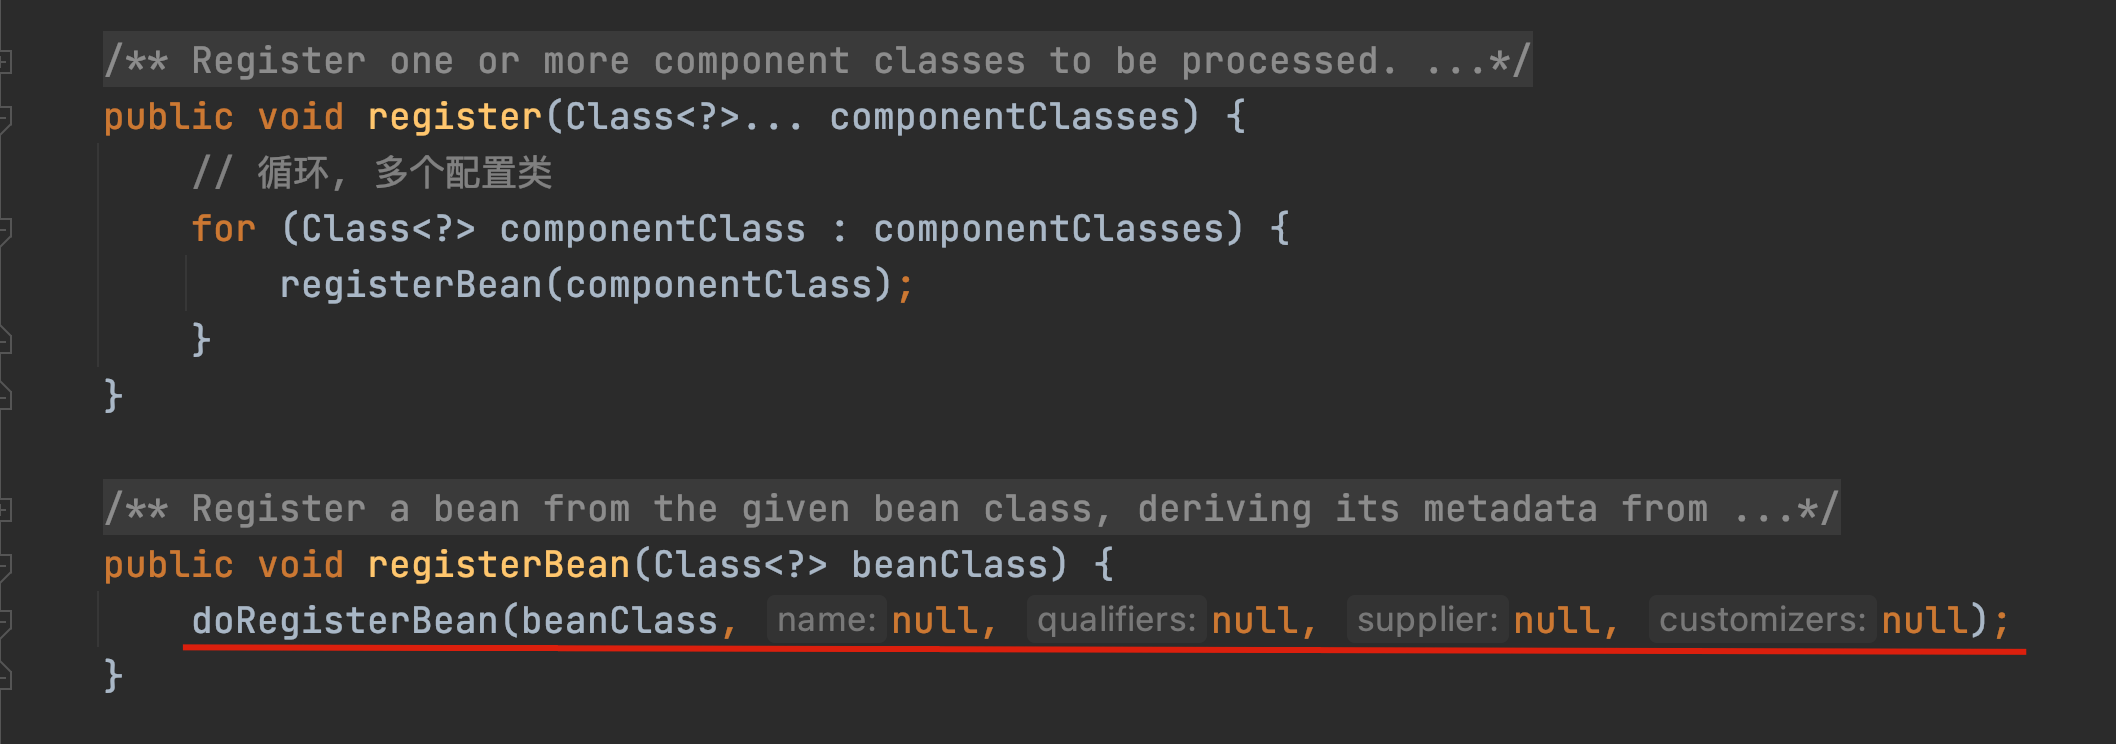 /** Register one or more component classes to be processed. ...*/
public void register(Class<?>... componentClasses) {
// 循环, 多个配置类
for (Class<?> componentClass : componentClasses) {
registerBean(componentClass);
}
}
/** Register a bean from the given bean class, deriving its metadata from ...*/
public void registerBean(Class<?> beanClass) {
doRegisterBean(beanClass, name: null, qualifiers: null, supplier: null, customizers: null);
}